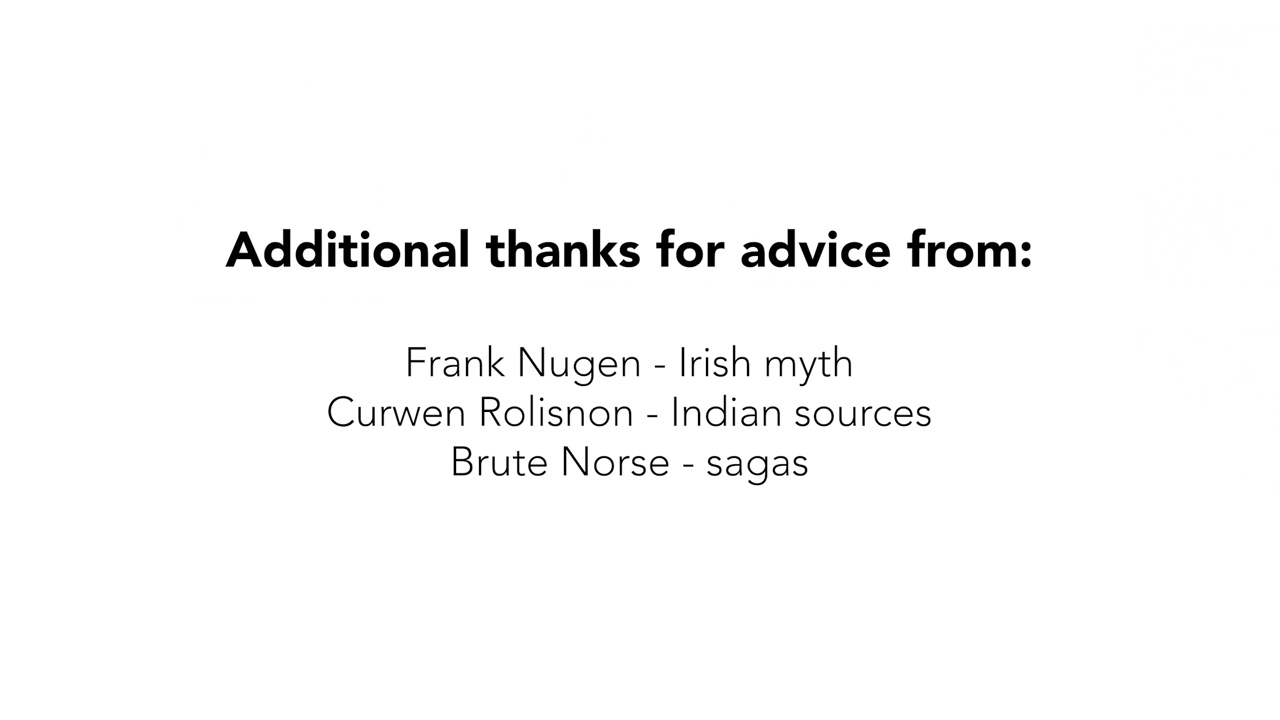 Additional thanks for advice from:
Frank Nugen - Irish myth
Curwen Rolisnon - Indian sources
Brute Norse - sagas